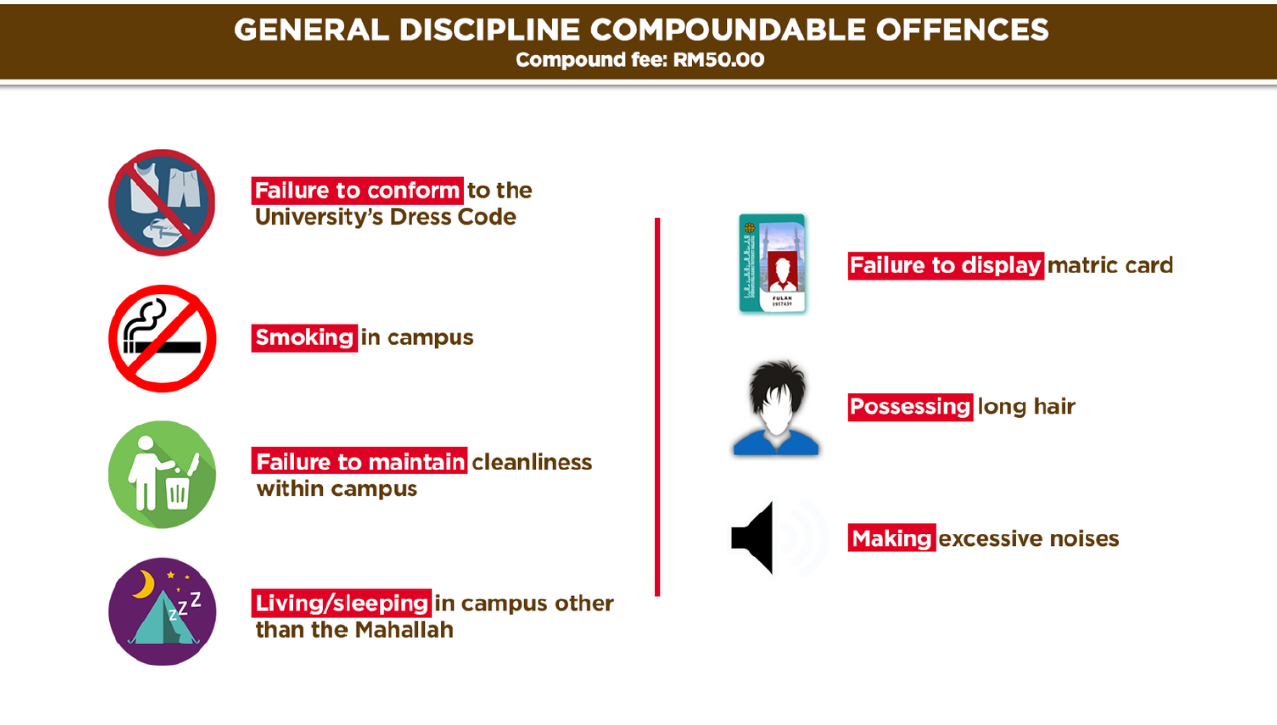 GENERAL DISCIPLINE COMPOUNDABLE OFFENCES
Compound fee: RM50.00
Failure to conform to the
University's Dress Code
Smoking in campus
Failure to maintain cleanliness
within campus
zZZ
Living/sleeping in campus other
than the Mahallah
FULAN
Failure to display matric card
Possessing long hair
Making excessive noises